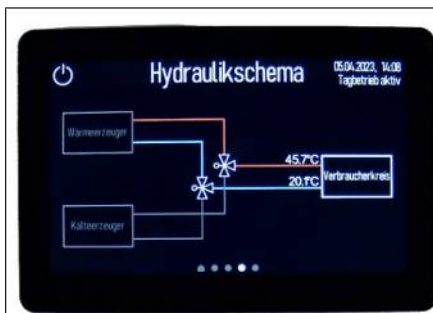 Hydraulikschema
05.04.2023, 14:08
Tagbetrieb aktiv
Wärmeerzeuger
45.7°C
Verbraucherkreis
20.1°C
Kälteerzeuger